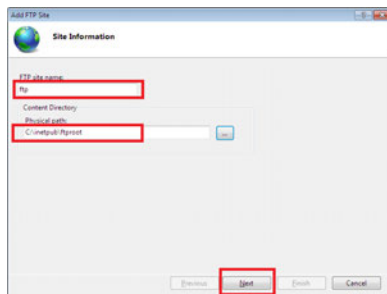 Add FTP Site
Site Information
FTP site name:
ftp
Content Directory
Physical path:
C:\inetpub\ftproot
...
Previous
Next
Finish
Cancel